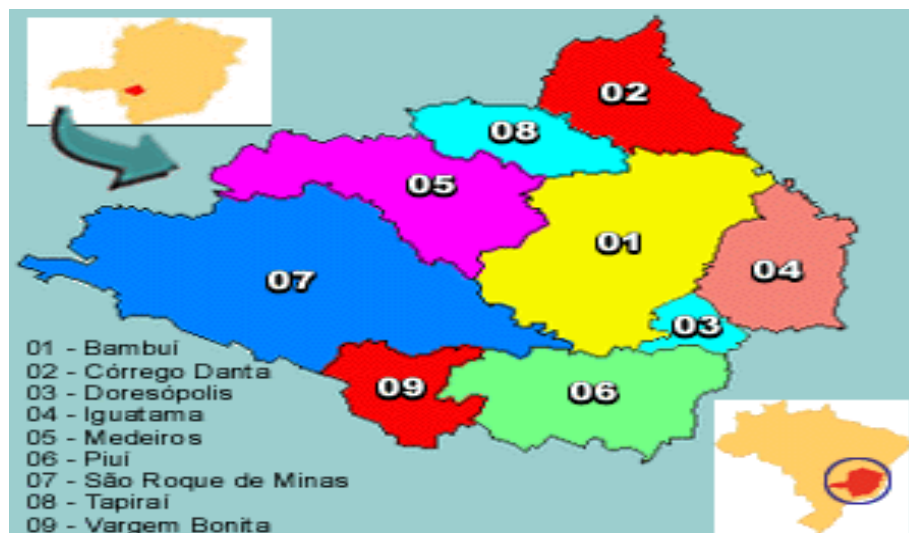 02
08
05
01
04
07
03
09
06
01 - Bambuí
02 - Córrego Danta
03 - Doresópolis
04 - Iguatama
05 - Medeiros
06 - Piuí
07 - São Roque de Minas
08 - Tapiraí
09 - Vargem Bonita